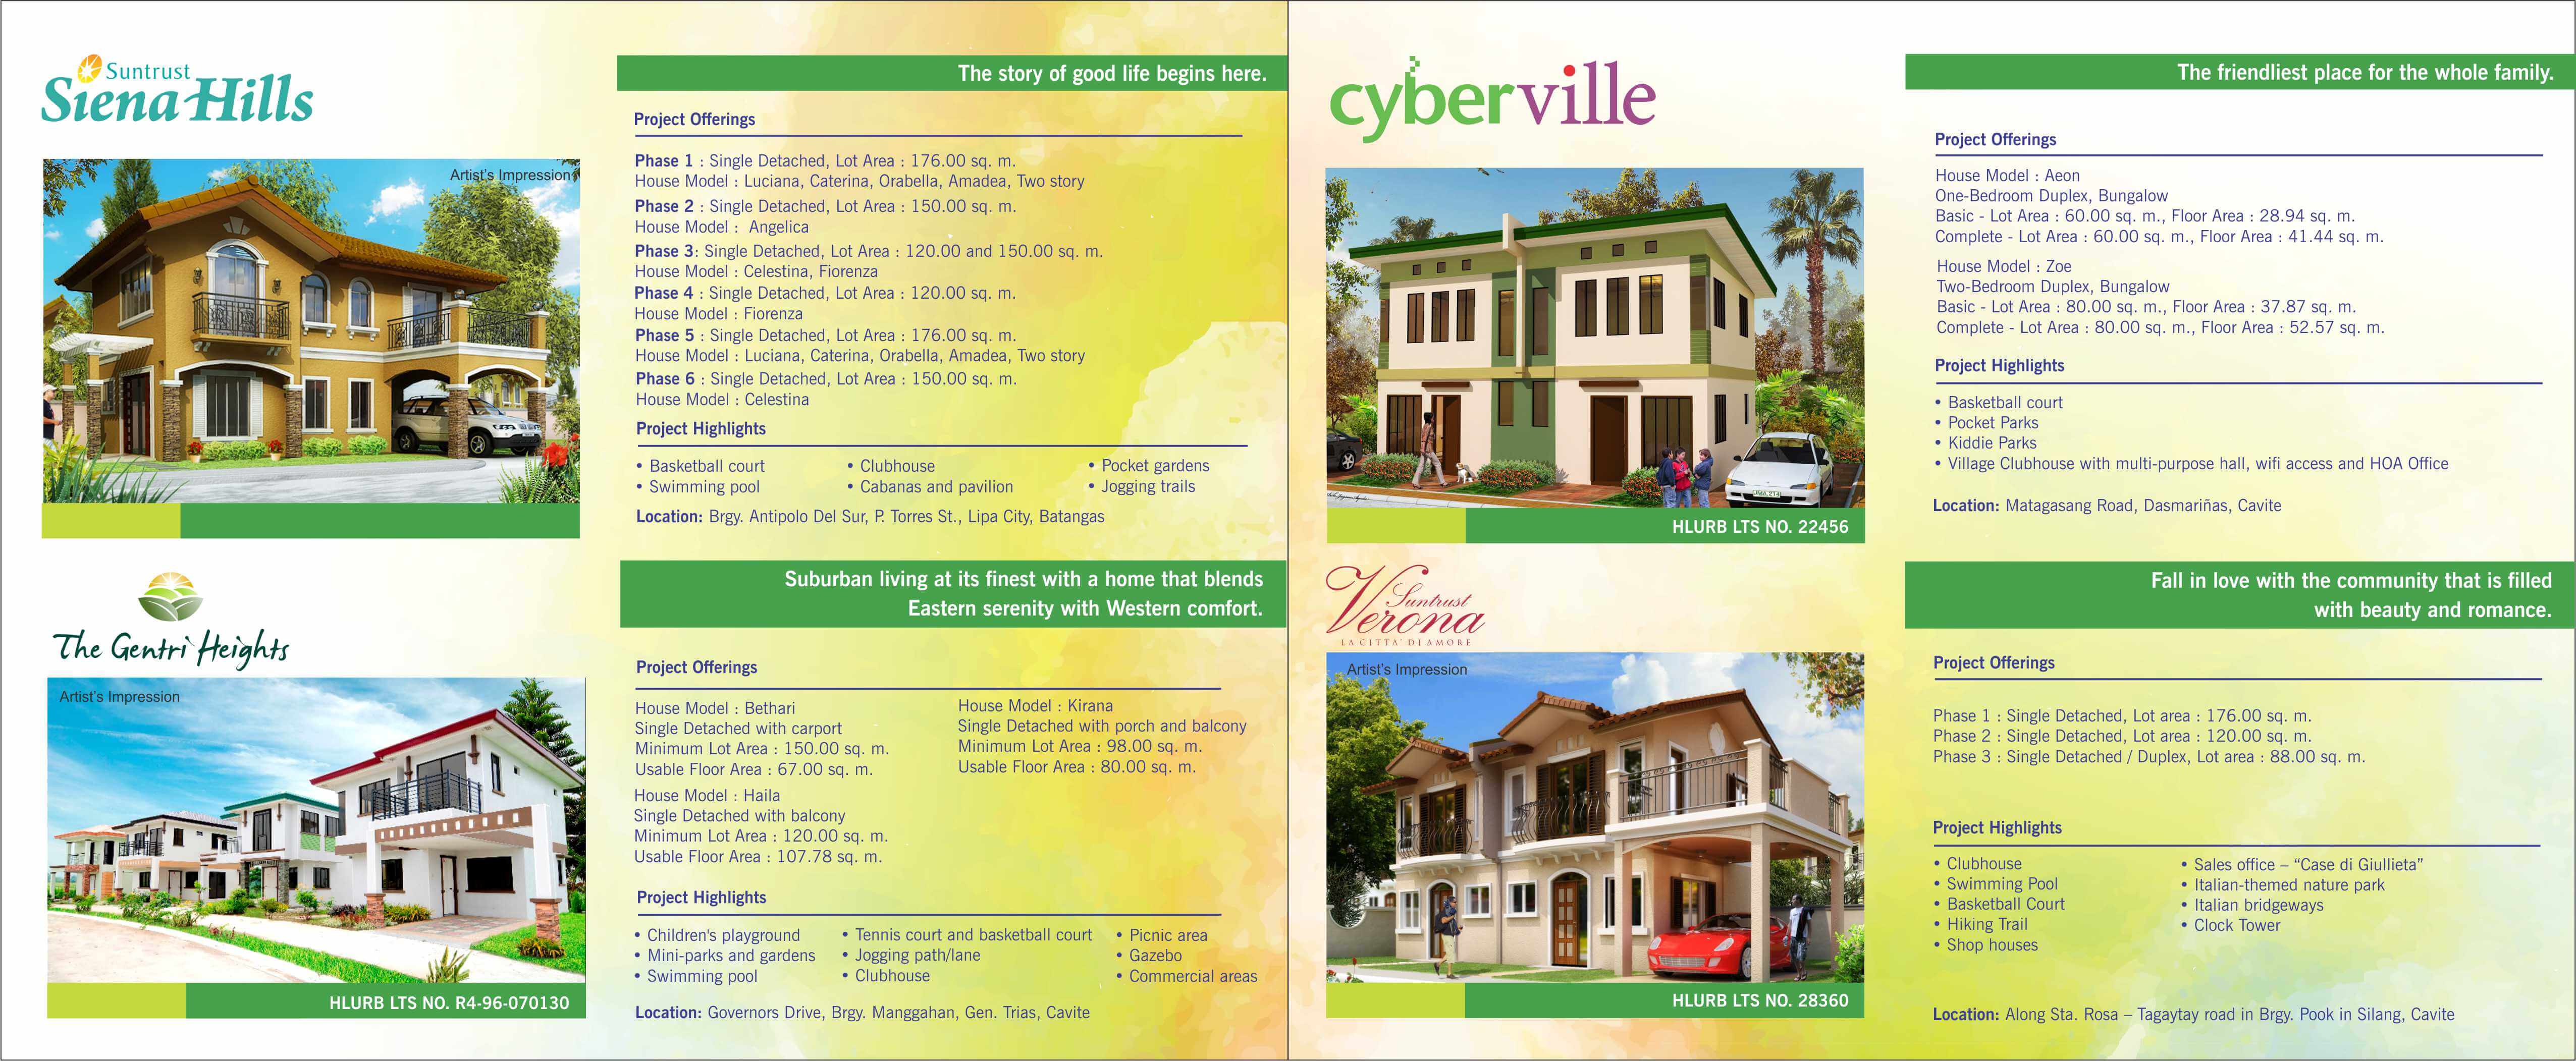 Suntrust
Siena Hills
Artist's Impression
The story of good life begins here.
Project Offerings
Phase 1 : Single Detached, Lot Area : 176.00 sq. m.
House Model : Luciana, Caterina, Orabella, Amadea, Two story
Phase 2 : Single Detached, Lot Area : 150.00 sq. m.
House Model :  Angelica
Phase 3: Single Detached, Lot Area : 120.00 and 150.00 sq. m.
House Model : Celestina, Fiorenza
Phase 4 : Single Detached, Lot Area : 120.00 sq. m.
House Model : Fiorenza
Phase 5 : Single Detached, Lot Area : 176.00 sq. m.
House Model : Luciana, Caterina, Orabella, Amadea, Two story
Phase 6 : Single Detached, Lot Area : 150.00 sq. m.
House Model : Celestina
Project Highlights
• Basketball court
• Swimming pool
• Clubhouse
• Cabanas and pavilion
• Pocket gardens
• Jogging trails
Location: Brgy. Antipolo Del Sur, P. Torres St., Lipa City, Batangas
The Gentri Heights
Artist's Impression
HLURB LTS NO. R4-96-070130
Suburban living at its finest with a home that blends
Eastern serenity with Western comfort.
Project Offerings
House Model : Bethari
Single Detached with carport
Minimum Lot Area : 150.00 sq. m.
Usable Floor Area : 67.00 sq. m.
House Model : Haila
Single Detached with balcony
Minimum Lot Area : 120.00 sq. m.
Usable Floor Area : 107.78 sq. m.
House Model : Kirana
Single Detached with porch and balcony
Minimum Lot Area : 98.00 sq. m.
Usable Floor Area : 80.00 sq. m.
Project Highlights
• Children's playground
• Mini-parks and gardens
• Swimming pool
• Tennis court and basketball court
• Jogging path/lane
• Clubhouse
• Picnic area
• Gazebo
• Commercial areas
Location: Governors Drive, Brgy. Manggahan, Gen. Trias, Cavite
cyberville
HLURB LTS NO. 22456
The friendliest place for the whole family.
Project Offerings
House Model : Aeon
One-Bedroom Duplex, Bungalow
Basic - Lot Area : 60.00 sq. m., Floor Area : 28.94 sq. m.
Complete - Lot Area : 60.00 sq. m., Floor Area : 41.44 sq. m.
House Model : Zoe
Two-Bedroom Duplex, Bungalow
Basic - Lot Area : 80.00 sq. m., Floor Area : 37.87 sq. m.
Complete - Lot Area : 80.00 sq. m., Floor Area : 52.57 sq. m.
Project Highlights
• Basketball court
• Pocket Parks
• Kiddie Parks
• Village Clubhouse with multi-purpose hall, wifi access and HOA Office
Location: Matagasang Road, Dasmariñas, Cavite
Suntrust
Verona
LA CITTA' DI AMORE
Artist's Impression
HLURB LTS NO. 28360
Fall in love with the community that is filled
with beauty and romance.
Project Offerings
Phase 1 : Single Detached, Lot area : 176.00 sq. m.
Phase 2 : Single Detached, Lot area : 120.00 sq. m.
Phase 3 : Single Detached / Duplex, Lot area : 88.00 sq. m.
Project Highlights
• Clubhouse
• Swimming Pool
• Basketball Court
• Hiking Trail
• Shop houses
• Sales office – “Case di Giullieta”
• Italian-themed nature park
• Italian bridgeways
• Clock Tower
Location: Along Sta. Rosa – Tagaytay road in Brgy. Pook in Silang, Cavite